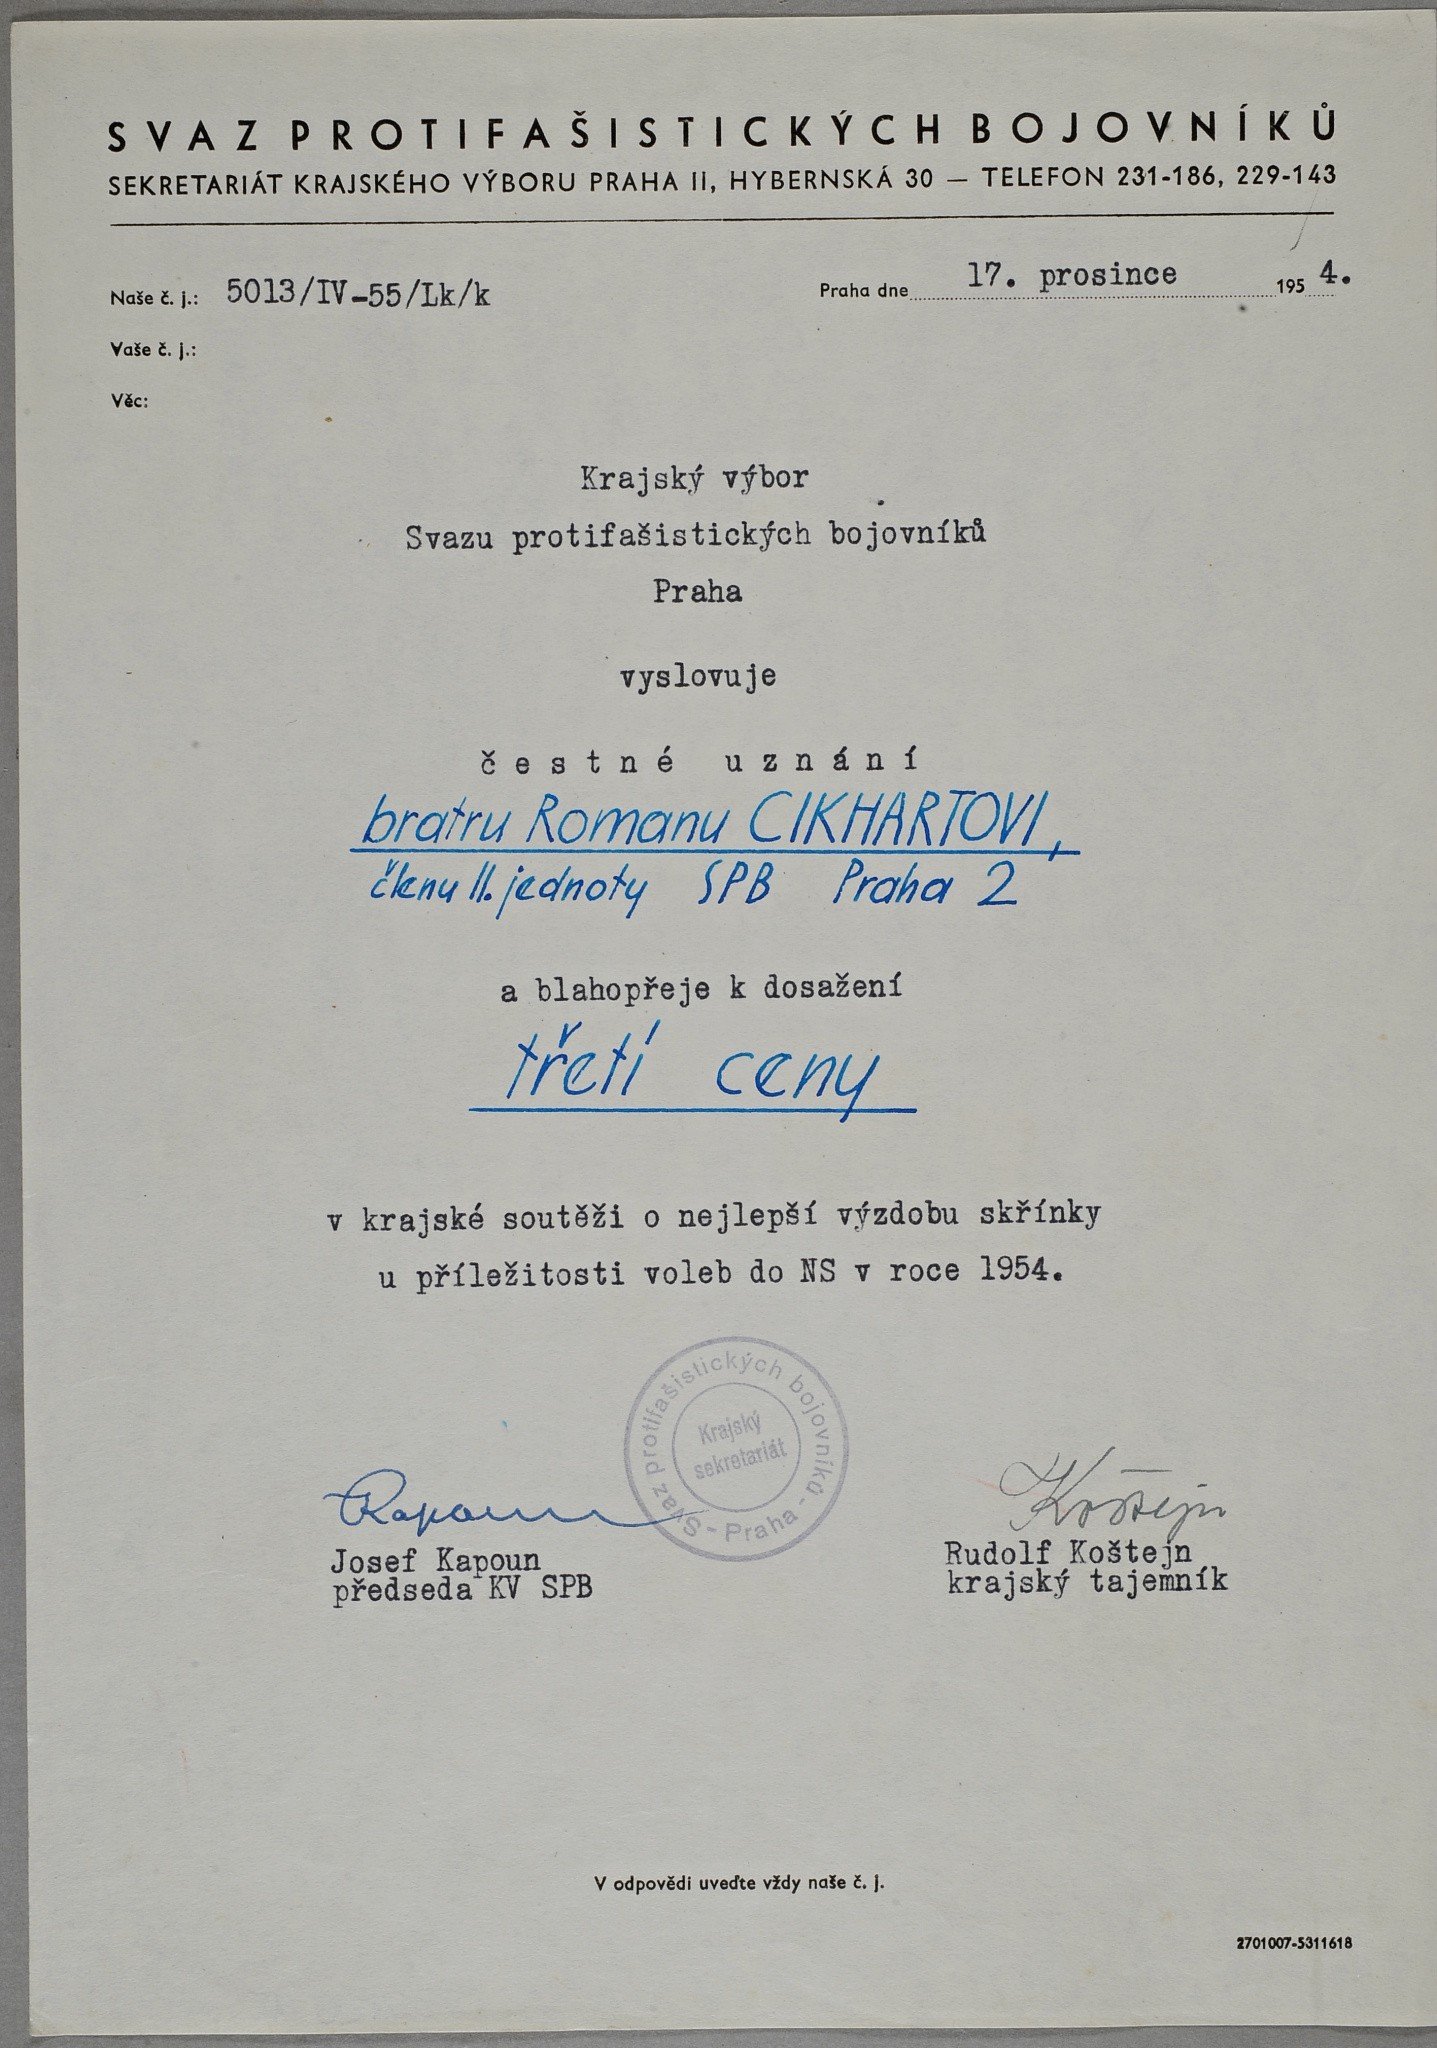 SVAZ PROTIFAŠISTICKÝCH BOJOVNÍKŮ
SEKRETARIÁT KRAJSKÉHO VÝBORU PRAHA II, HYBERNSKÁ 30 — TELEFON 231-186, 229-143
Naše č. j.: 5013/IV-55/Lk/k
Praha dne 17. prosince 1954.
Vaše č. j.:
Věc:
Krajský výbor
Svazu protifašistických bojovníků
Praha
vyslovuje
čestné uznání
bratru Romanu CIKHARTOVI,
členu II. jednoty SPB Praha 2
a blahopřeje k dosažení
třetí ceny
v krajské soutěži o nejlepší výzdobu skřínky
u příležitosti voleb do NS v roce 1954.
Svaz protifašistických bojovníků - Praha -
Krajský
sekretariát
Kapoun
Koštejn
Josef Kapoun
předseda KV SPB
Rudolf Koštejn
krajský tajemník
V odpovědi uveďte vždy naše č. j.
2701007-5311618